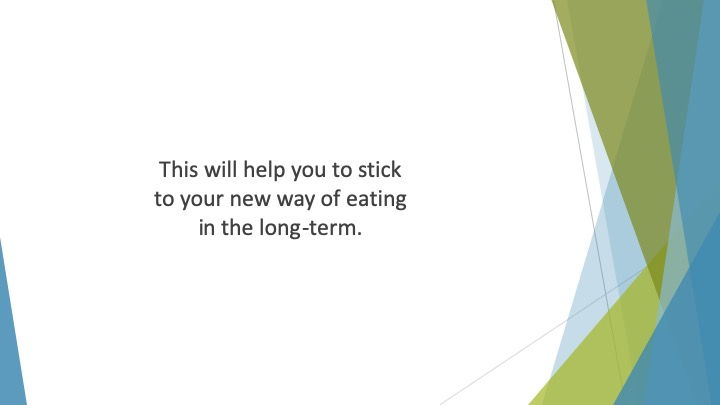 This will help you to stick
to your new way of eating
in the long-term.